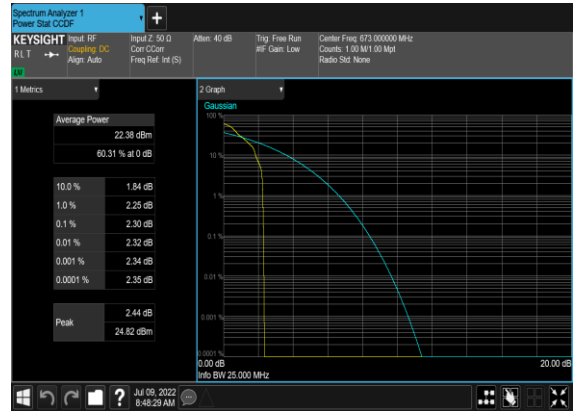 Spectrum Analyzer 1
Power Stat CCDF
KEYSIGHT
R L T
LW
Input: RF
Coupling: DC
Align: Auto
Input Z: 50 Ω
Corr CCorr
Freq Ref: Int (S)
Atten: 40 dB
Trig: Free Run
#IF Gain: Low
Center Freq: 673.000000 MHz
Counts: 1.00 M/1.00 Mpt
Radio Std: None
1 Metrics
Average Power
22.38 dBm
60.31 % at 0 dB
10.0 % 1.84 dB
1.0 % 2.25 dB
0.1 % 2.30 dB
0.01 % 2.32 dB
0.001 % 2.34 dB
0.0001 % 2.35 dB
Peak
2.44 dB
24.82 dBm
2 Graph
Gaussian
100 %
10 %
1 %
0.1 %
0.01 %
0.001 %
0.0001 %
0.00 dB
20.00 dB
Info BW 25.000 MHz
?
Jul 09, 2022
8:48:29 AM